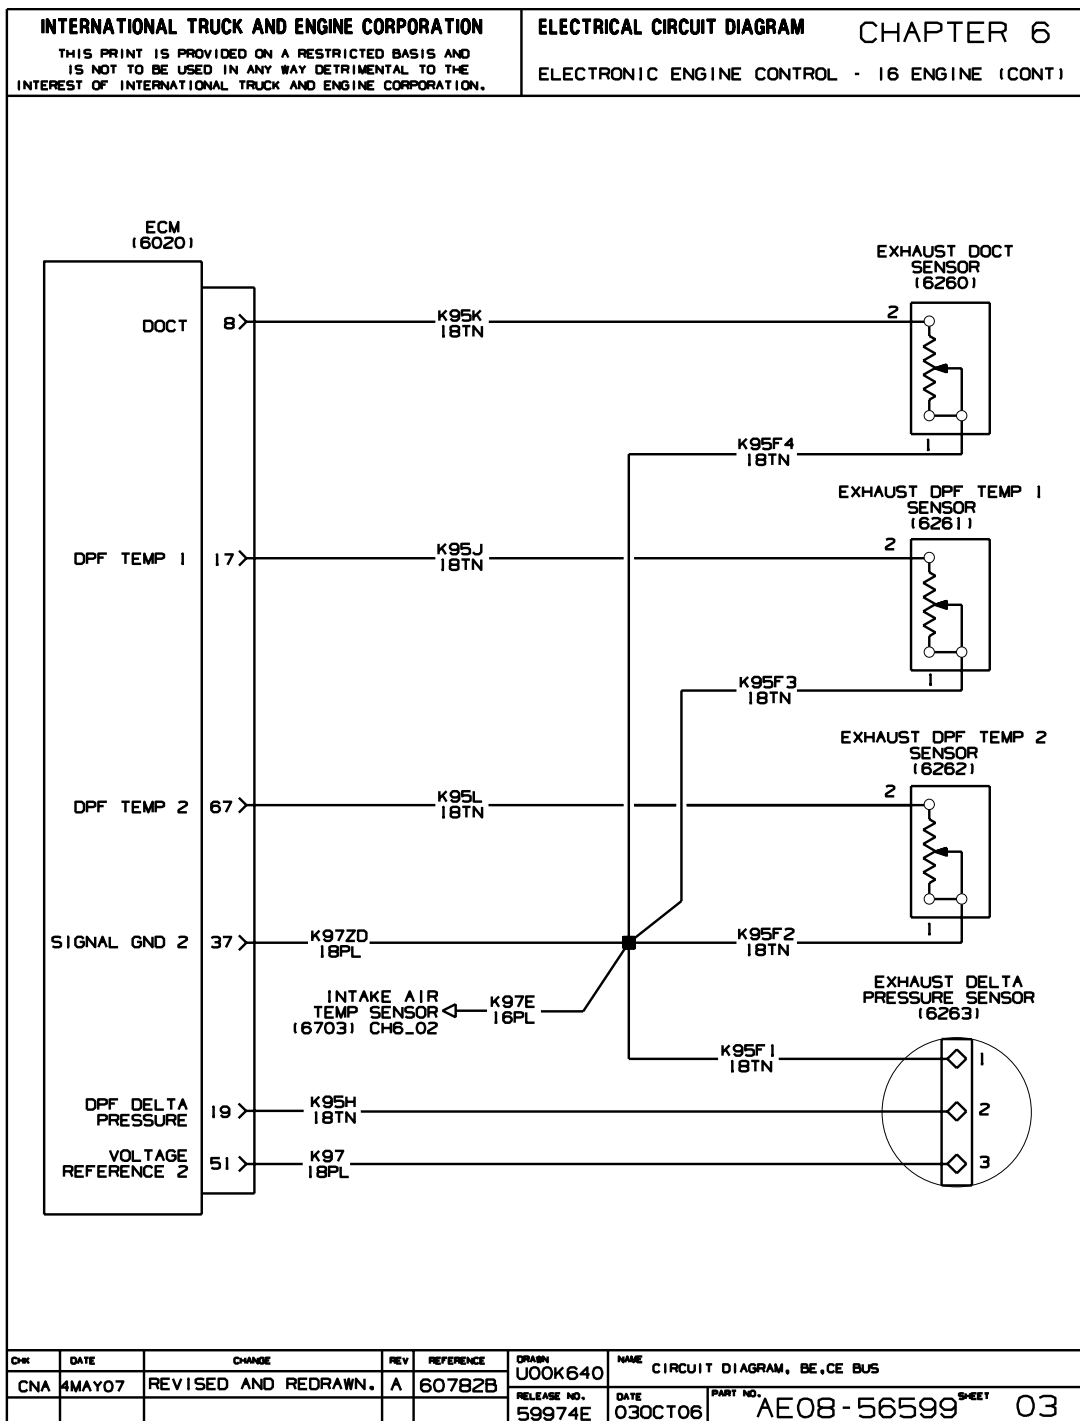 INTERNATIONAL TRUCK AND ENGINE CORPORATION
THIS PRINT IS PROVIDED ON A RESTRICTED BASIS AND
IS NOT TO BE USED IN ANY WAY DETRIMENTAL TO THE
INTEREST OF INTERNATIONAL TRUCK AND ENGINE CORPORATION.
ELECTRICAL CIRCUIT DIAGRAM
CHAPTER 6
ELECTRONIC ENGINE CONTROL - I6 ENGINE (CONT)
ECM
(6020)
EXHAUST DOCT
SENSOR
(6260)
DOCT
8
K95K
18TN
2
1
K95F4
18TN
EXHAUST DPF TEMP 1
SENSOR
(6261)
DPF TEMP 1
17
K95J
18TN
2
1
K95F3
18TN
EXHAUST DPF TEMP 2
SENSOR
(6262)
DPF TEMP 2
67
K95L
18TN
2
1
SIGNAL GND 2
37
K97ZD
18PL
K95F2
18TN
INTAKE AIR
TEMP SENSOR
(6703) CH6_02
K97E
16PL
EXHAUST DELTA
PRESSURE SENSOR
(6263)
K95F1
18TN
1
DPF DELTA
PRESSURE
19
K95H
18TN
2
VOLTAGE
REFERENCE 2
51
K97
18PL
3
CHK DATE CHANGE REV REFERENCE
CNA 4MAY07 REVISED AND REDRAWN. A 60782B
DRAWN
U00K640
NAME
CIRCUIT DIAGRAM, BE,CE BUS
RELEASE NO.
59974E
DATE
03OCT06
PART NO.
AE08-56599
SHEET
03